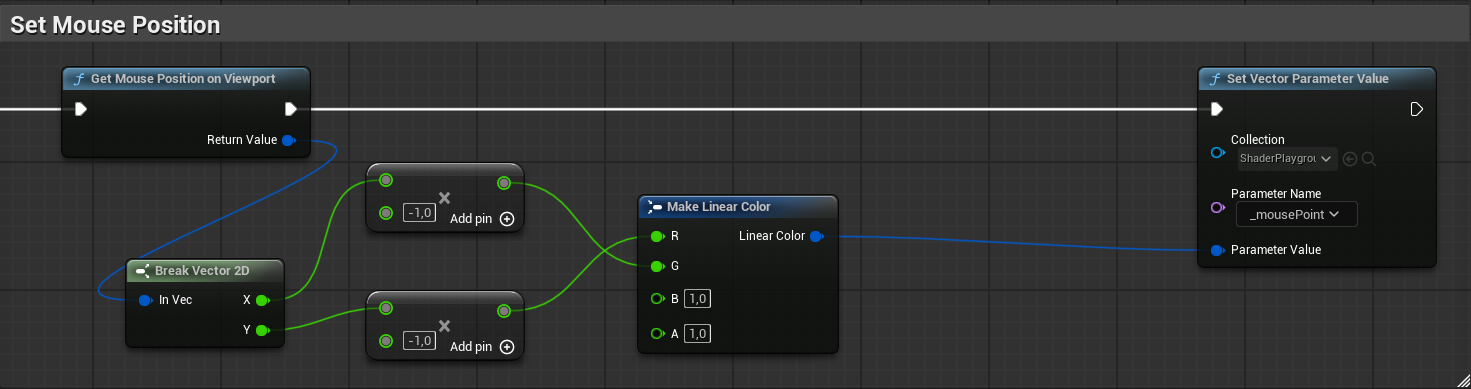 Set Mouse Position
Get Mouse Position on Viewport
Return Value
Break Vector 2D
In Vec
X
Y
-1,0
Add pin
-1,0
Add pin
Make Linear Color
R
Linear Color
G
B 1,0
A 1,0
Set Vector Parameter Value
Collection
ShaderPlaygrou
Parameter Name
_mousePoint
Parameter Value